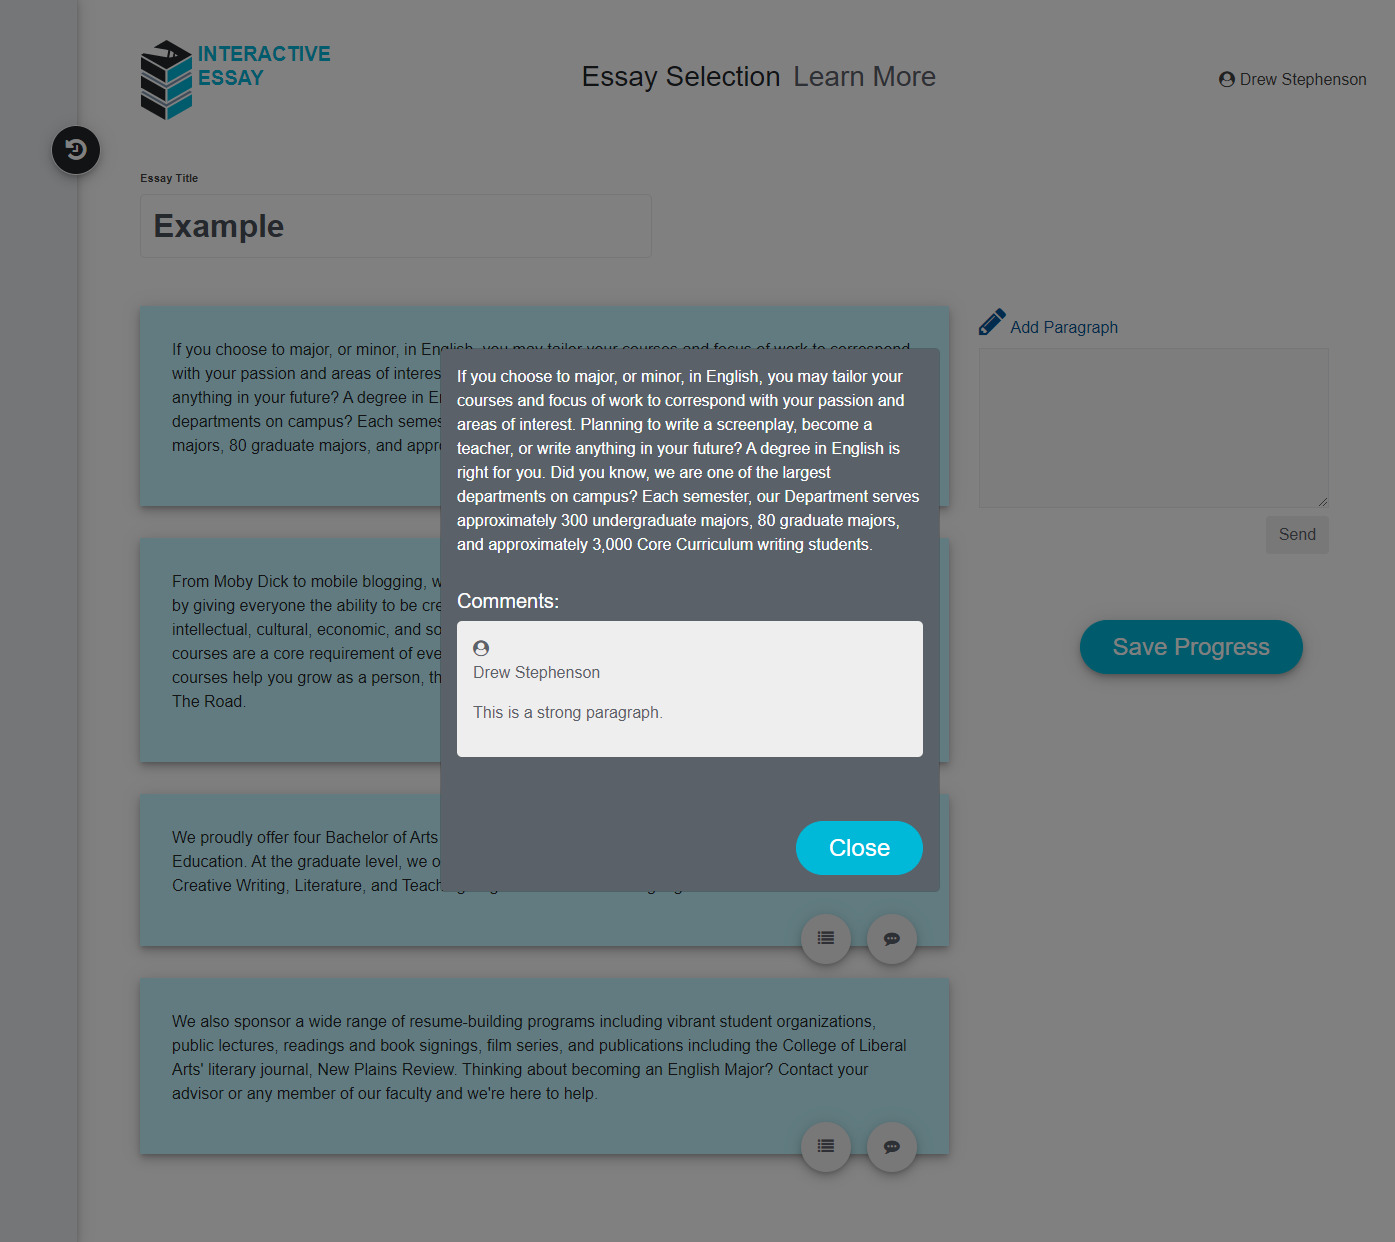 INTERACTIVE
ESSAY
Essay Selection Learn More
Drew Stephenson
Essay Title
Example
If you choose to major, or minor, in English, you may tailor your courses and focus of work to correspond
with your passion and areas of interes
anything in your future? A degree in E
departments on campus? Each semes
majors, 80 graduate majors, and appr
From Moby Dick to mobile blogging, w
by giving everyone the ability to be cre
intellectual, cultural, economic, and so
courses are a core requirement of eve
courses help you grow as a person, th
The Road.
We proudly offer four Bachelor of Arts
Education. At the graduate level, we o
Creative Writing, Literature, and Teach
We also sponsor a wide range of resume-building programs including vibrant student organizations,
public lectures, readings and book signings, film series, and publications including the College of Liberal
Arts' literary journal, New Plains Review. Thinking about becoming an English Major? Contact your
advisor or any member of our faculty and we're here to help.
If you choose to major, or minor, in English, you may tailor your
courses and focus of work to correspond with your passion and
areas of interest. Planning to write a screenplay, become a
teacher, or write anything in your future? A degree in English is
right for you. Did you know, we are one of the largest
departments on campus? Each semester, our Department serves
approximately 300 undergraduate majors, 80 graduate majors,
and approximately 3,000 Core Curriculum writing students.
Comments:
Drew Stephenson
This is a strong paragraph.
Close
Add Paragraph
Send
Save Progress